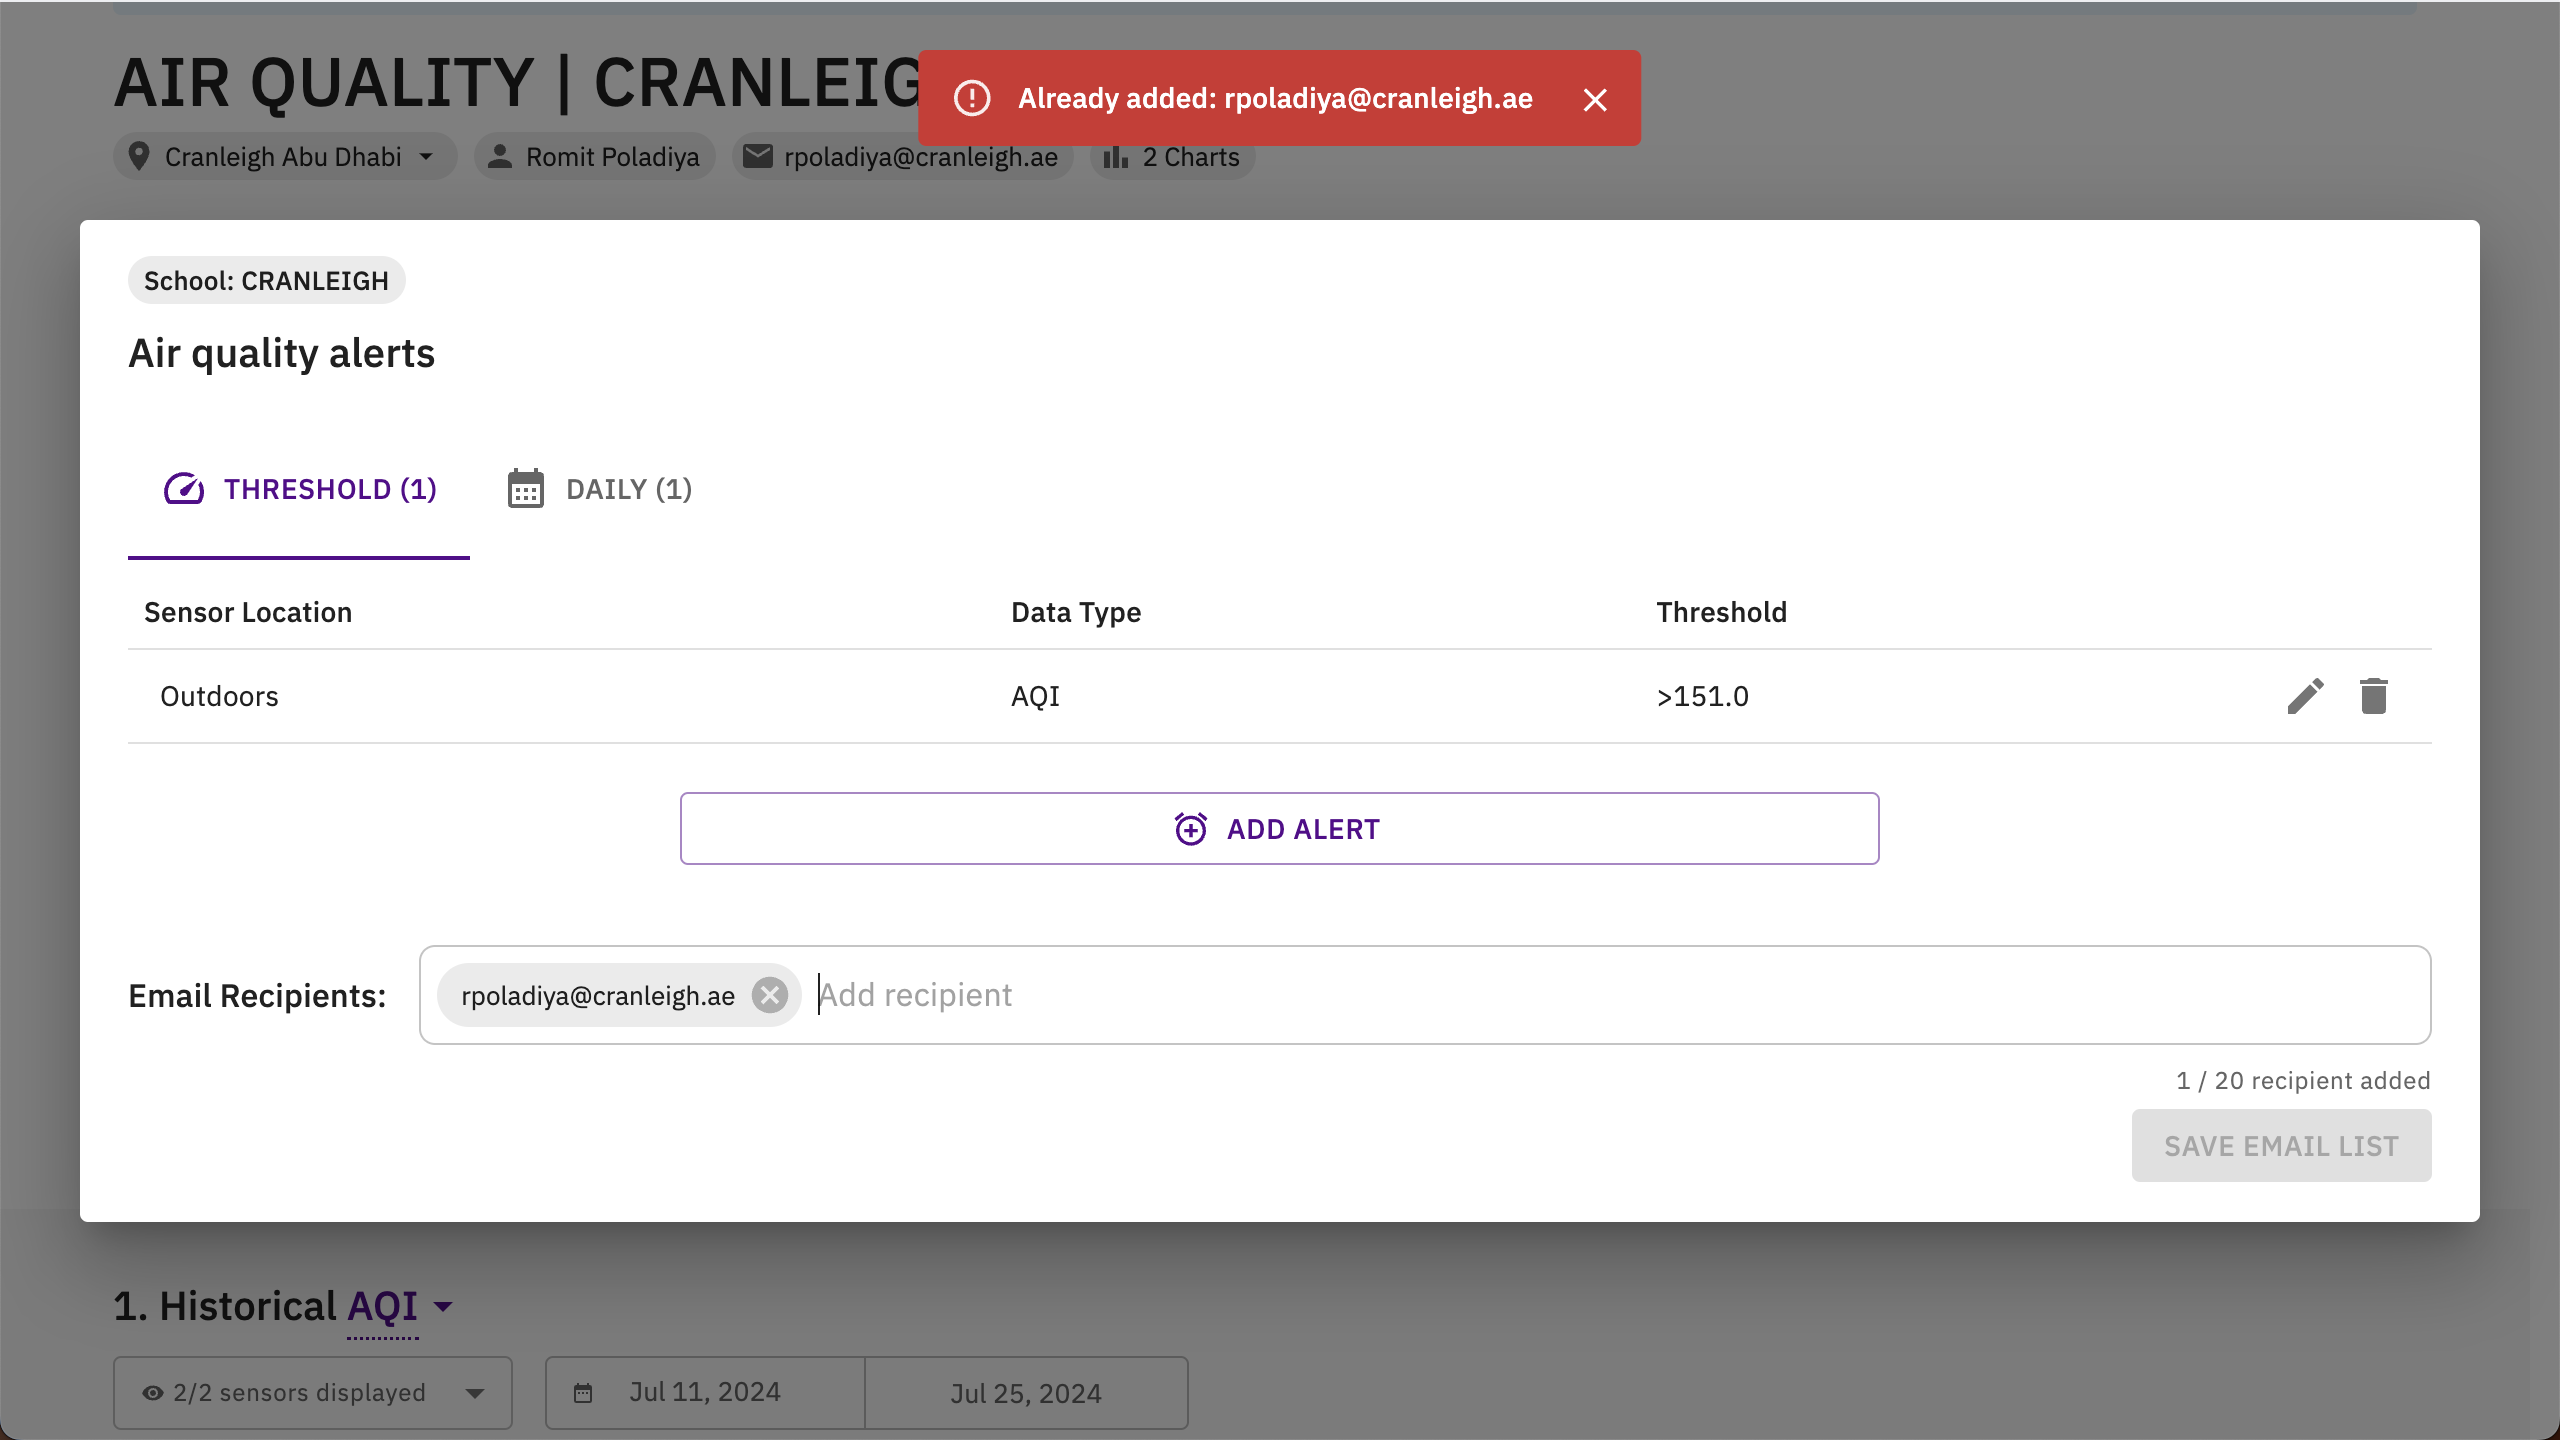 AIR QUALITY | CRANLEIG
Already added: rpoladiya@cranleigh.ae
Cranleigh Abu Dhabi
Romit Poladiya
rpoladiya@cranleigh.ae
2 Charts
School: CRANLEIGH
Air quality alerts
THRESHOLD (1)
DAILY (1)
Sensor Location Data Type Threshold
Outdoors AQI >151.0
ADD ALERT
Email Recipients: rpoladiya@cranleigh.ae Add recipient
1 / 20 recipient added
SAVE EMAIL LIST
1. Historical AQI
2/2 sensors displayed
Jul 11, 2024
Jul 25, 2024